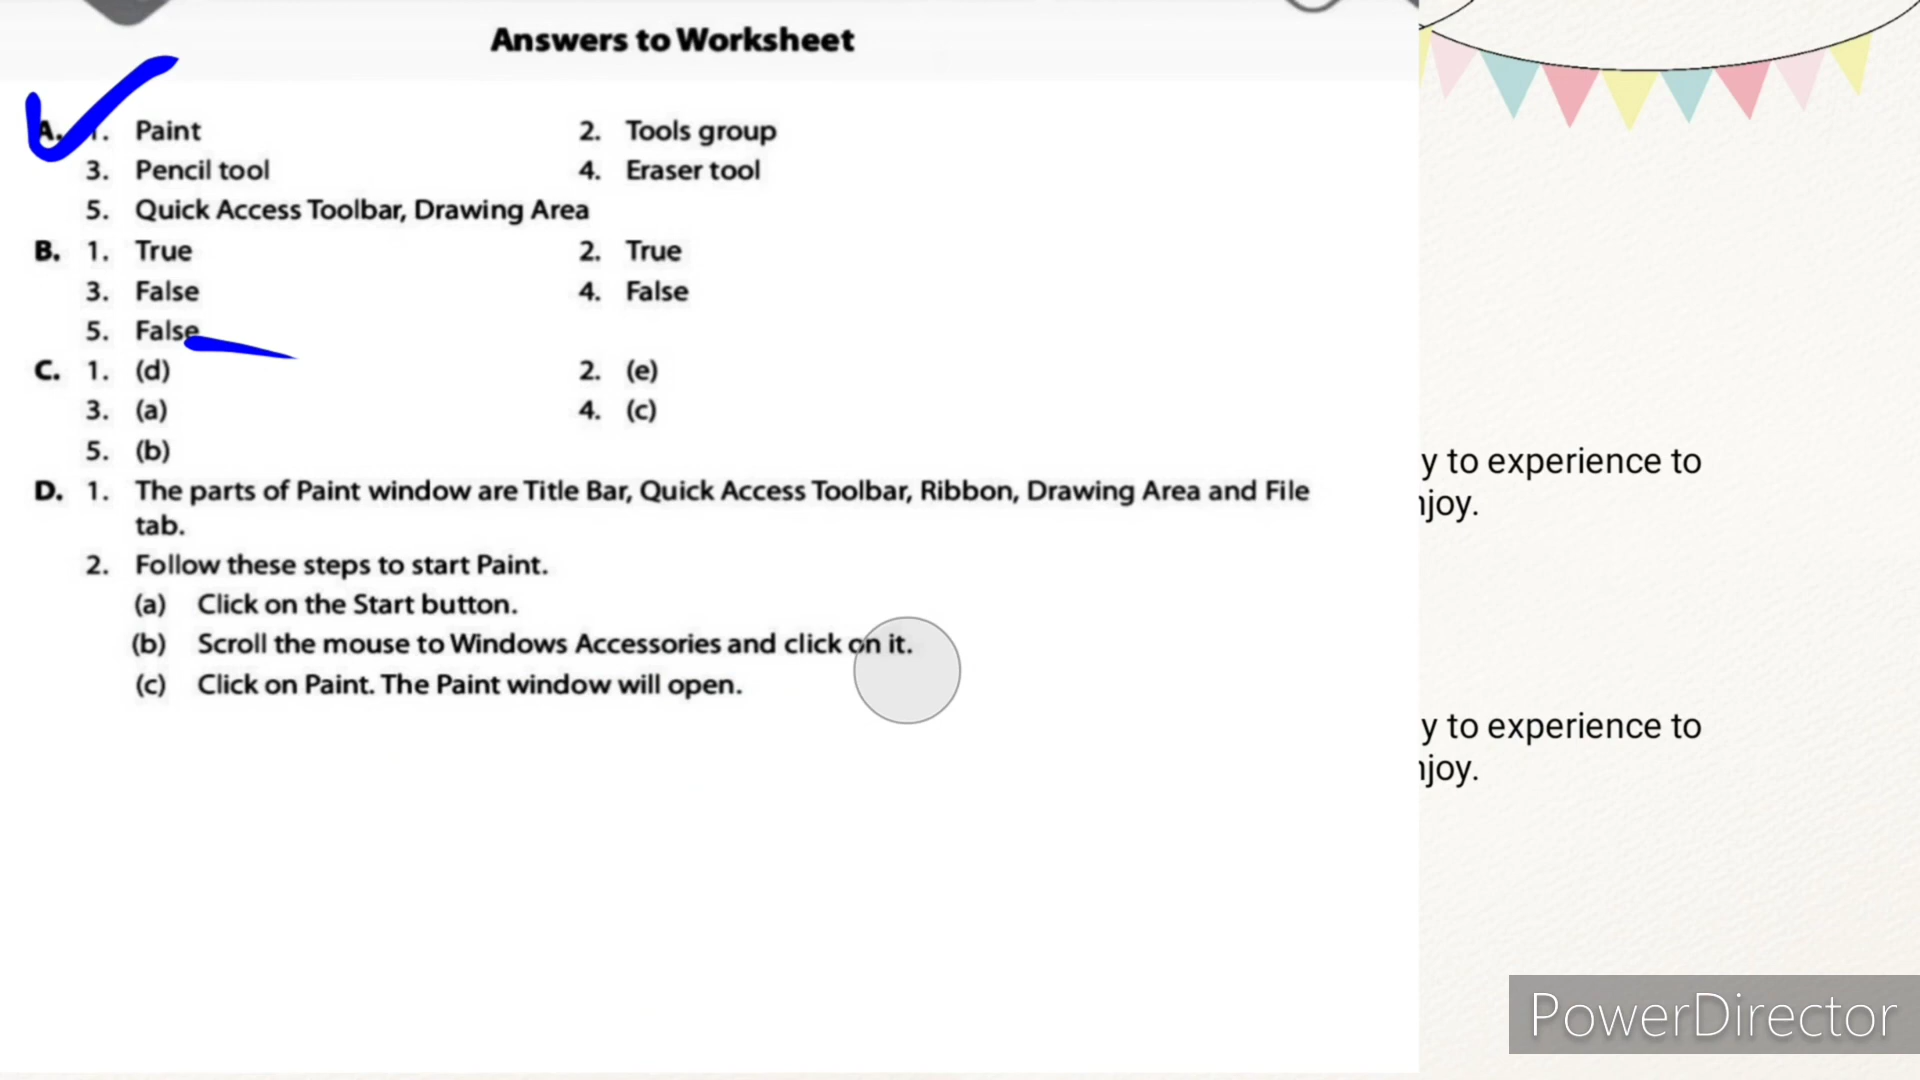 Answers to Worksheet
A. 1. Paint 2. Tools group
3. Pencil tool 4. Eraser tool
5. Quick Access Toolbar, Drawing Area
B. 1. True 2. True
3. False 4. False
5. False
C. 1. (d) 2. (e)
3. (a) 4. (c)
5. (b)
D. 1. The parts of Paint window are Title Bar, Quick Access Toolbar, Ribbon, Drawing Area and File
tab.
2. Follow these steps to start Paint.
(a) Click on the Start button.
(b) Scroll the mouse to Windows Accessories and click on it.
(c) Click on Paint. The Paint window will open.
y to experience to
njoy.
y to experience to
njoy.
PowerDirector